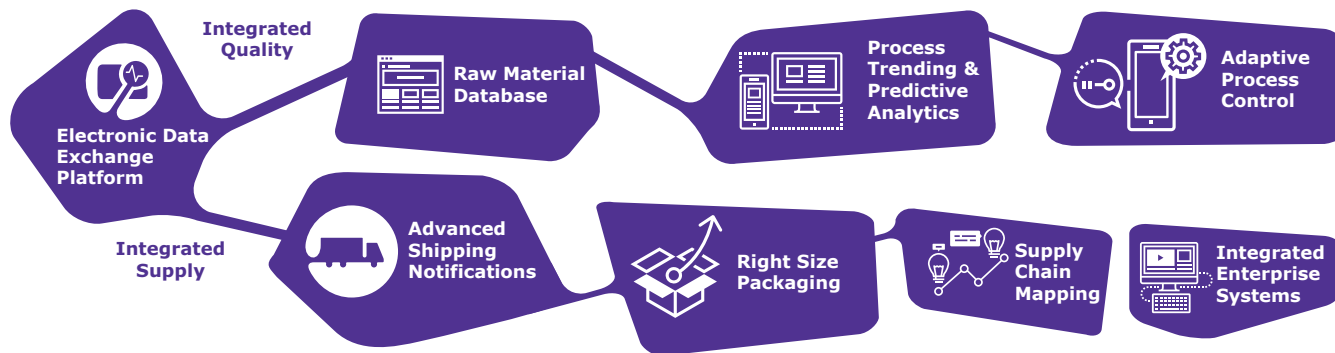 Integrated
Quality
Electronic Data
Exchange
Platform
Raw Material
Database
Process
Trending &
Predictive
Analytics
Adaptive
Process
Control
Integrated
Supply
Advanced
Shipping
Notifications
Right Size
Packaging
Supply
Chain
Mapping
Integrated
Enterprise
Systems